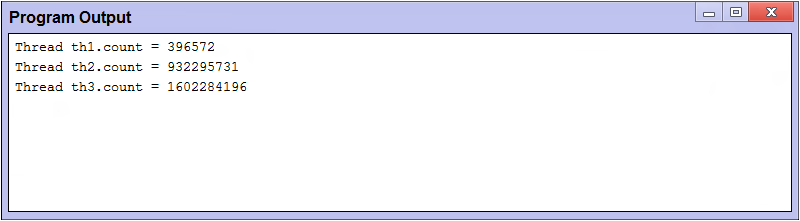 Program Output
Thread th1.count = 396572
Thread th2.count = 932295731
Thread th3.count = 1602284196